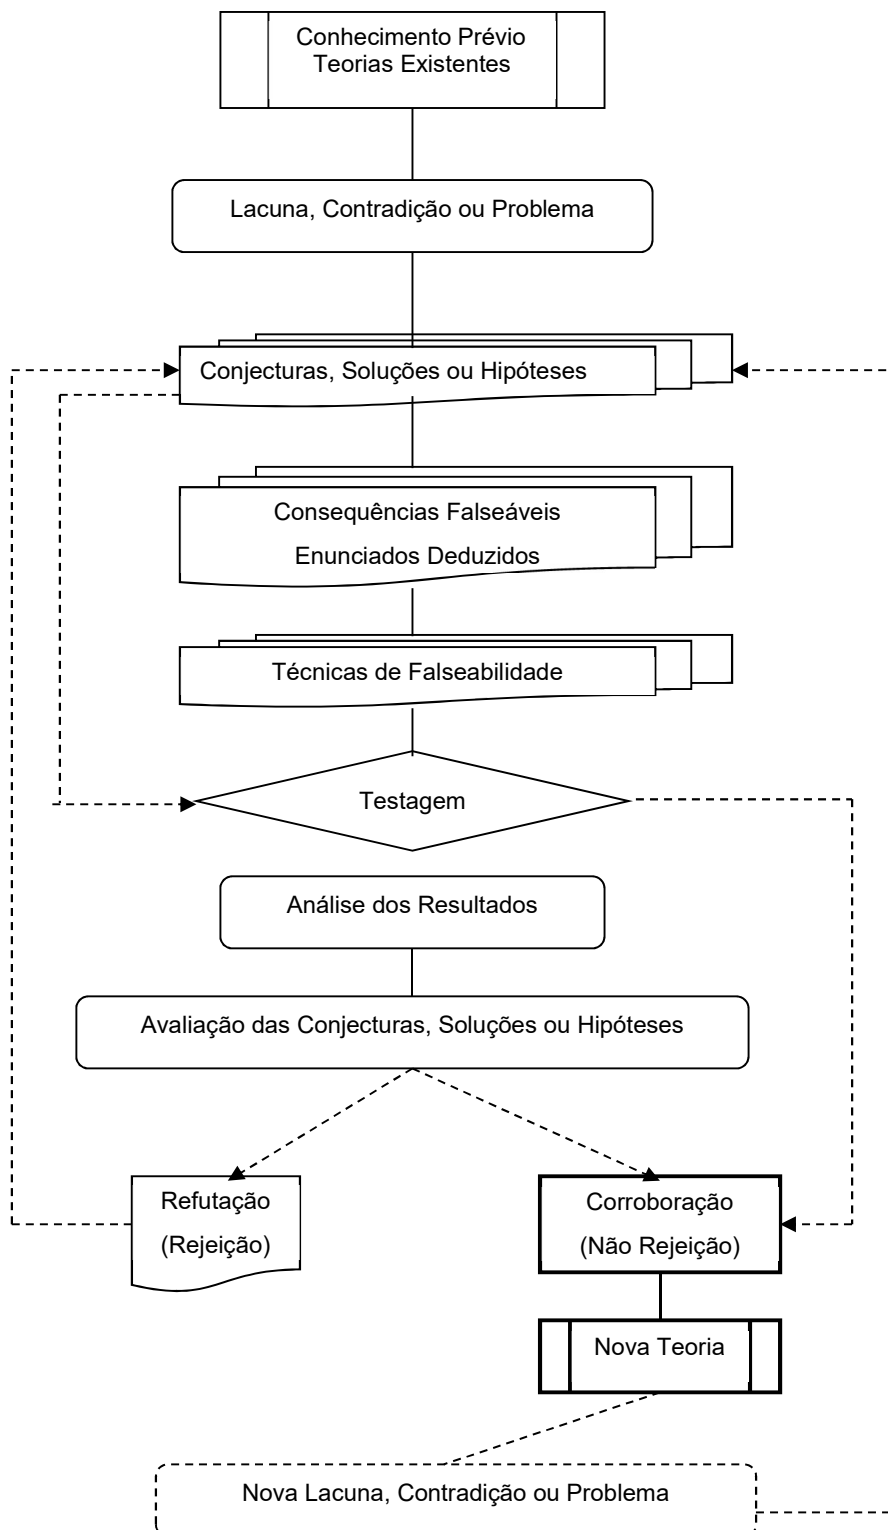 Conhecimento Prévio
Teorias Existentes
Lacuna, Contradição ou Problema
Conjecturas, Soluções ou Hipóteses
Consequências Falseáveis
Enunciados Deduzidos
Técnicas de Falseabilidade
Testagem
Análise dos Resultados
Avaliação das Conjecturas, Soluções ou Hipóteses
Refutação
(Rejeição)
Corroboração
(Não Rejeição)
Nova Teoria
Nova Lacuna, Contradição ou Problema